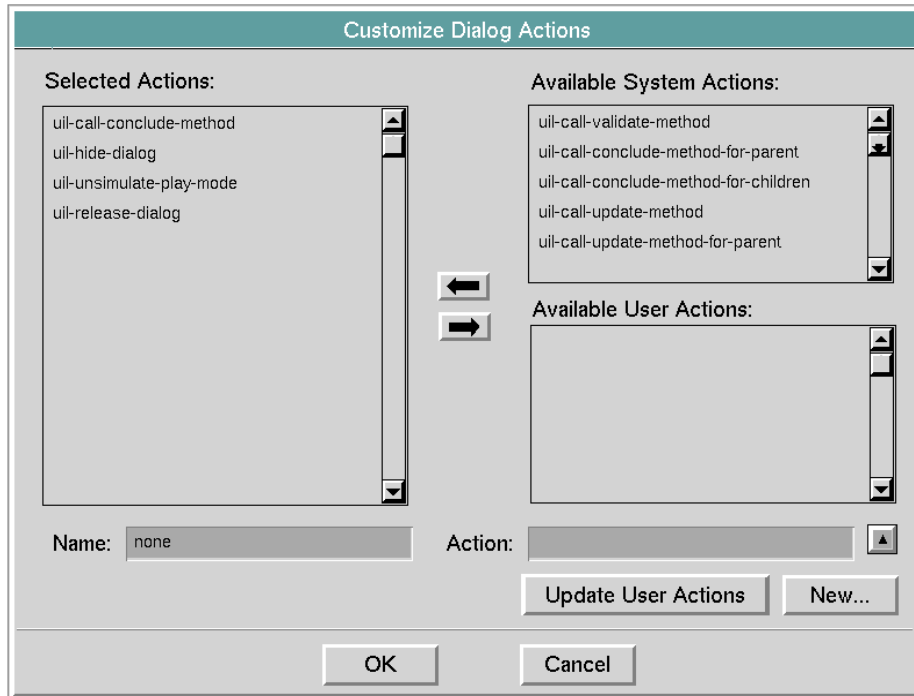 Customize Dialog Actions
Selected Actions:
uil-call-conclude-method
uil-hide-dialog
uil-unsimulate-play-mode
uil-release-dialog
Available System Actions:
uil-call-validate-method
uil-call-conclude-method-for-parent
uil-call-conclude-method-for-children
uil-call-update-method
uil-call-update-method-for-parent
Available User Actions:
Name: none
Action:
Update User Actions
New...
OK
Cancel